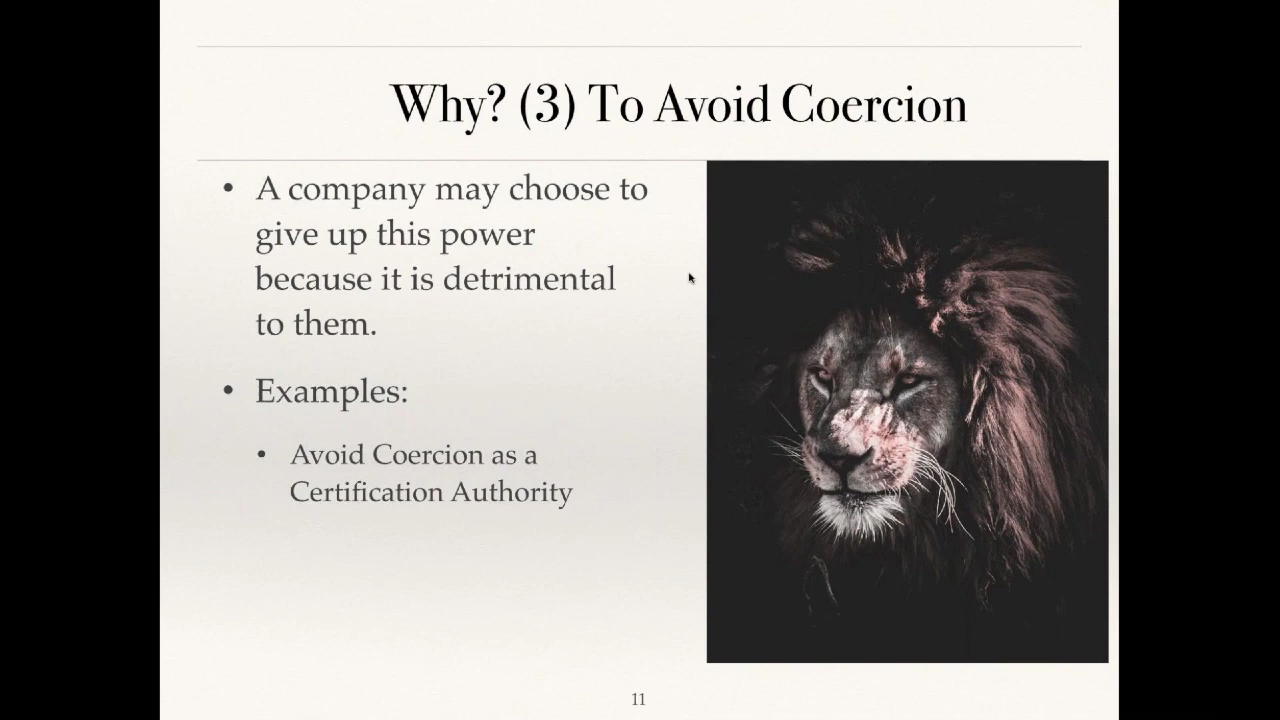 Why? (3) To Avoid Coercion
• A company may choose to
give up this power
because it is detrimental
to them.
• Examples:
• Avoid Coercion as a
Certification Authority
11